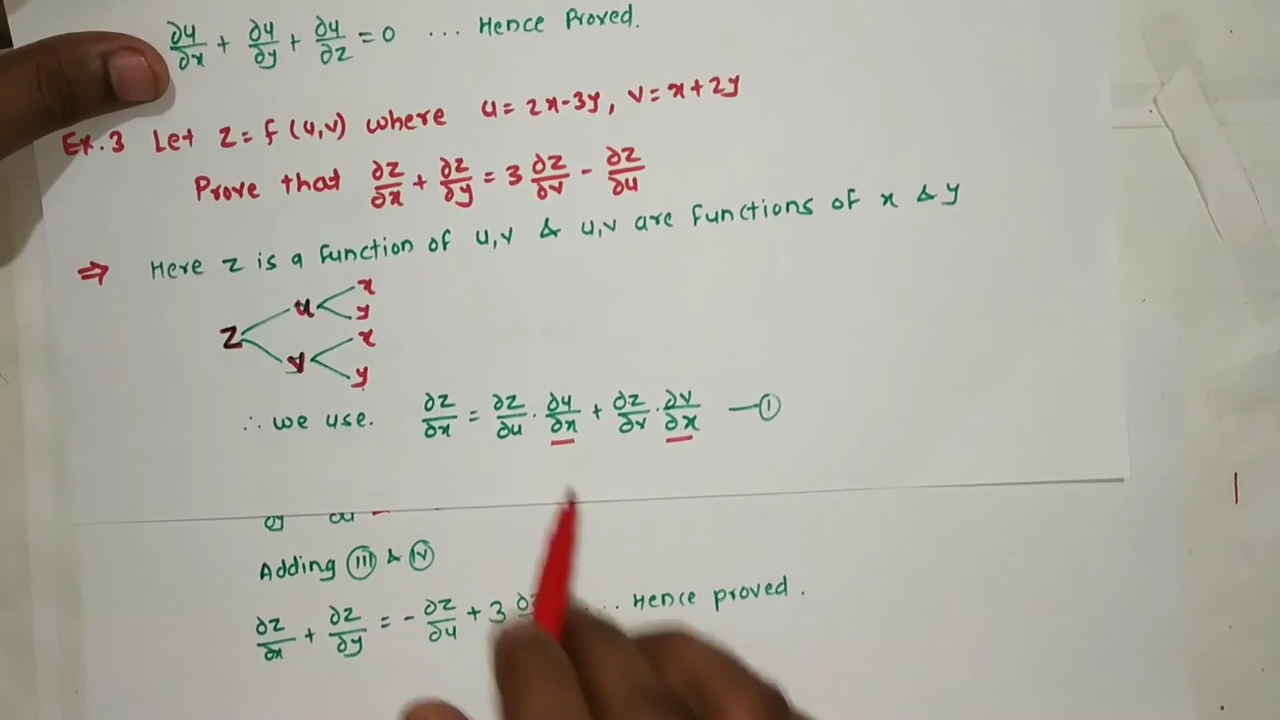 ∂u/∂x + ∂u/∂y + ∂u/∂z = 0 ... Hence Proved.
Ex.3 Let z = f (u,v) where u = 2x-3y, v = x+2y
Prove that ∂z/∂x + ∂z/∂y = 3 ∂z/∂v - ∂z/∂u
⇒ Here z is a function of u,v & u,v are functions of x & y
x
u
y
z
x
v
y
∴ we use. ∂z/∂x = ∂z/∂u · ∂u/∂x + ∂z/∂v · ∂v/∂x — ①
Adding Ⅲ & Ⅳ
∂z/∂x + ∂z/∂y = - ∂z/∂u + 3 ... Hence proved.